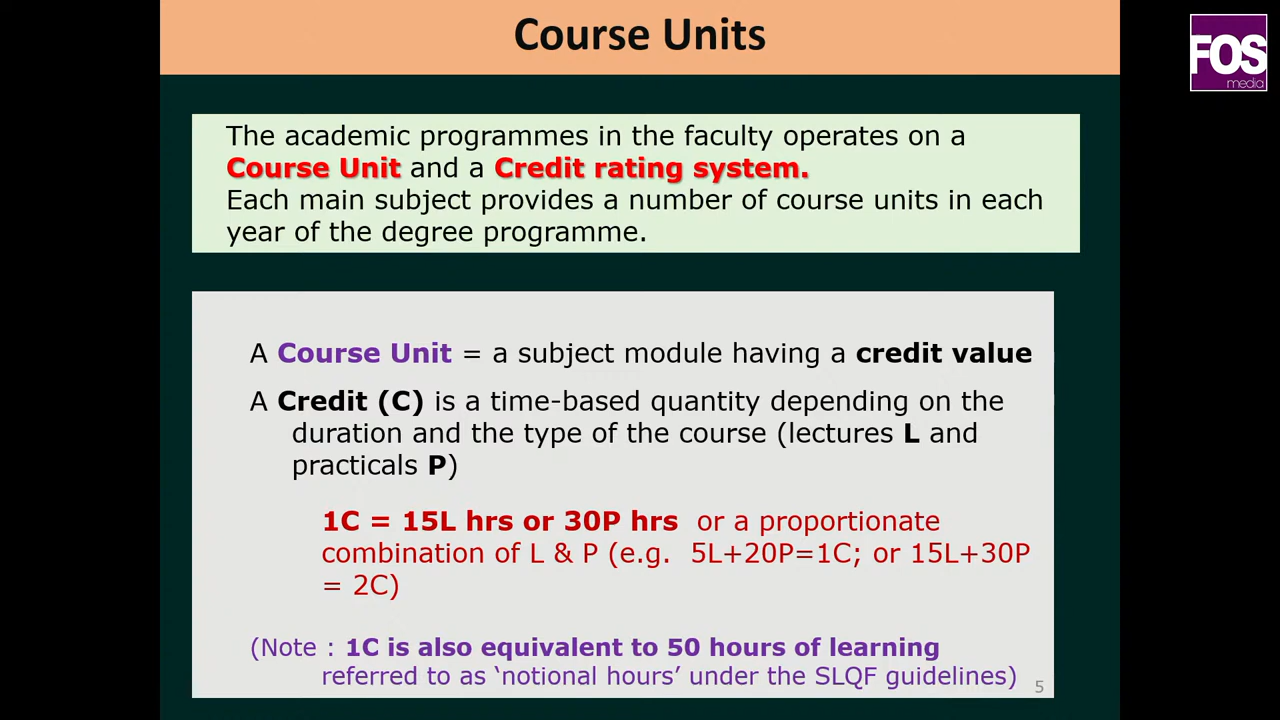 Course Units
FOS
media
The academic programmes in the faculty operates on a
Course Unit and a Credit rating system.
Each main subject provides a number of course units in each
year of the degree programme.
A Course Unit = a subject module having a credit value
A Credit (C) is a time-based quantity depending on the
duration and the type of the course (lectures L and
practicals P)
1C = 15L hrs or 30P hrs or a proportionate
combination of L & P (e.g. 5L+20P=1C; or 15L+30P
= 2C)
(Note : 1C is also equivalent to 50 hours of learning
referred to as ‘notional hours’ under the SLQF guidelines)
5